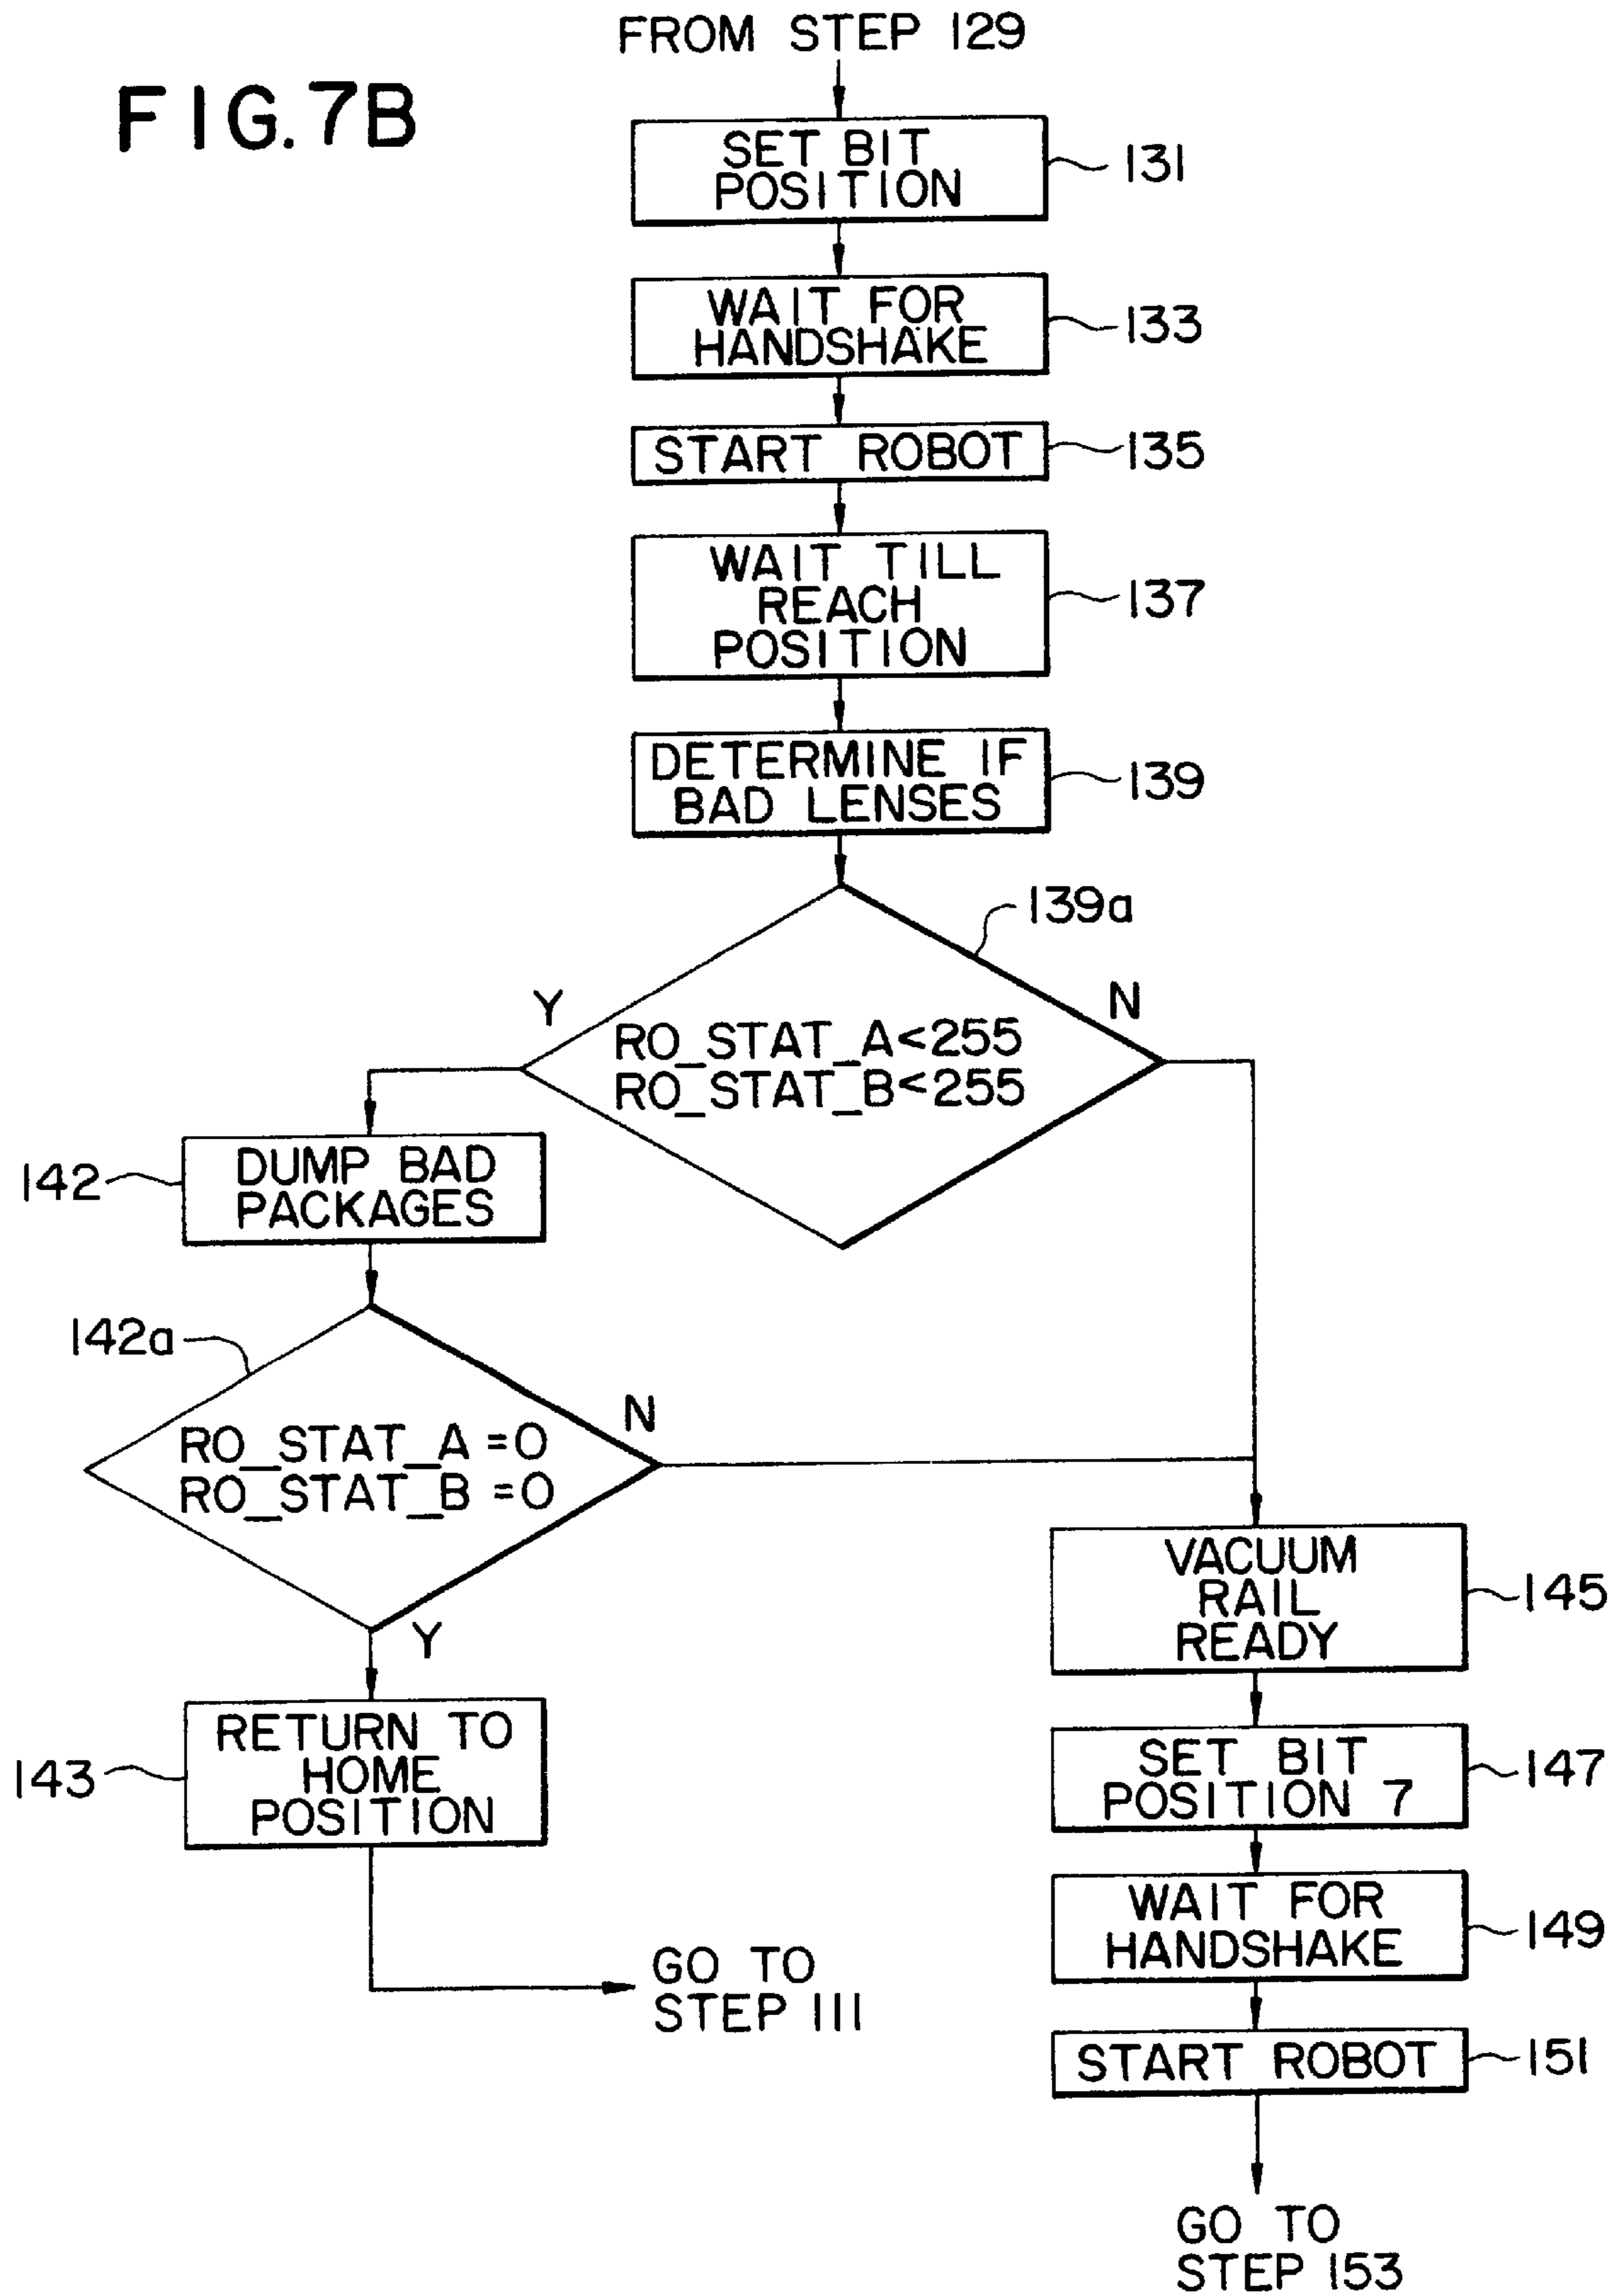 FROM STEP 129
FIG. 7B
SET BIT
POSITION
131
WAIT FOR
HANDSHAKE
133
START ROBOT
135
WAIT TILL
REACH
POSITION
137
DETERMINE IF
BAD LENSES
139
139a
Y
N
RO_STAT_A<255
RO_STAT_B<255
142
DUMP BAD
PACKAGES
142a
N
RO_STAT_A =0
RO_STAT_B =0
Y
VACUUM
RAIL
READY
145
143
RETURN TO
HOME
POSITION
SET BIT
POSITION 7
147
WAIT FOR
HANDSHAKE
149
GO TO
STEP 111
START ROBOT
151
GO TO
STEP 153